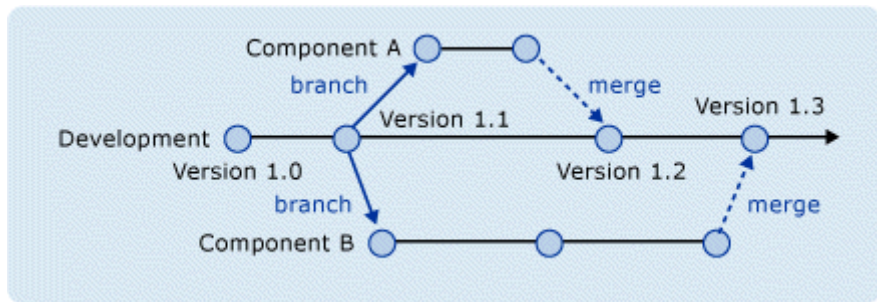 Component A
branch
merge
Version 1.3
Version 1.1
Development
Version 1.0
Version 1.2
branch
merge
Component B